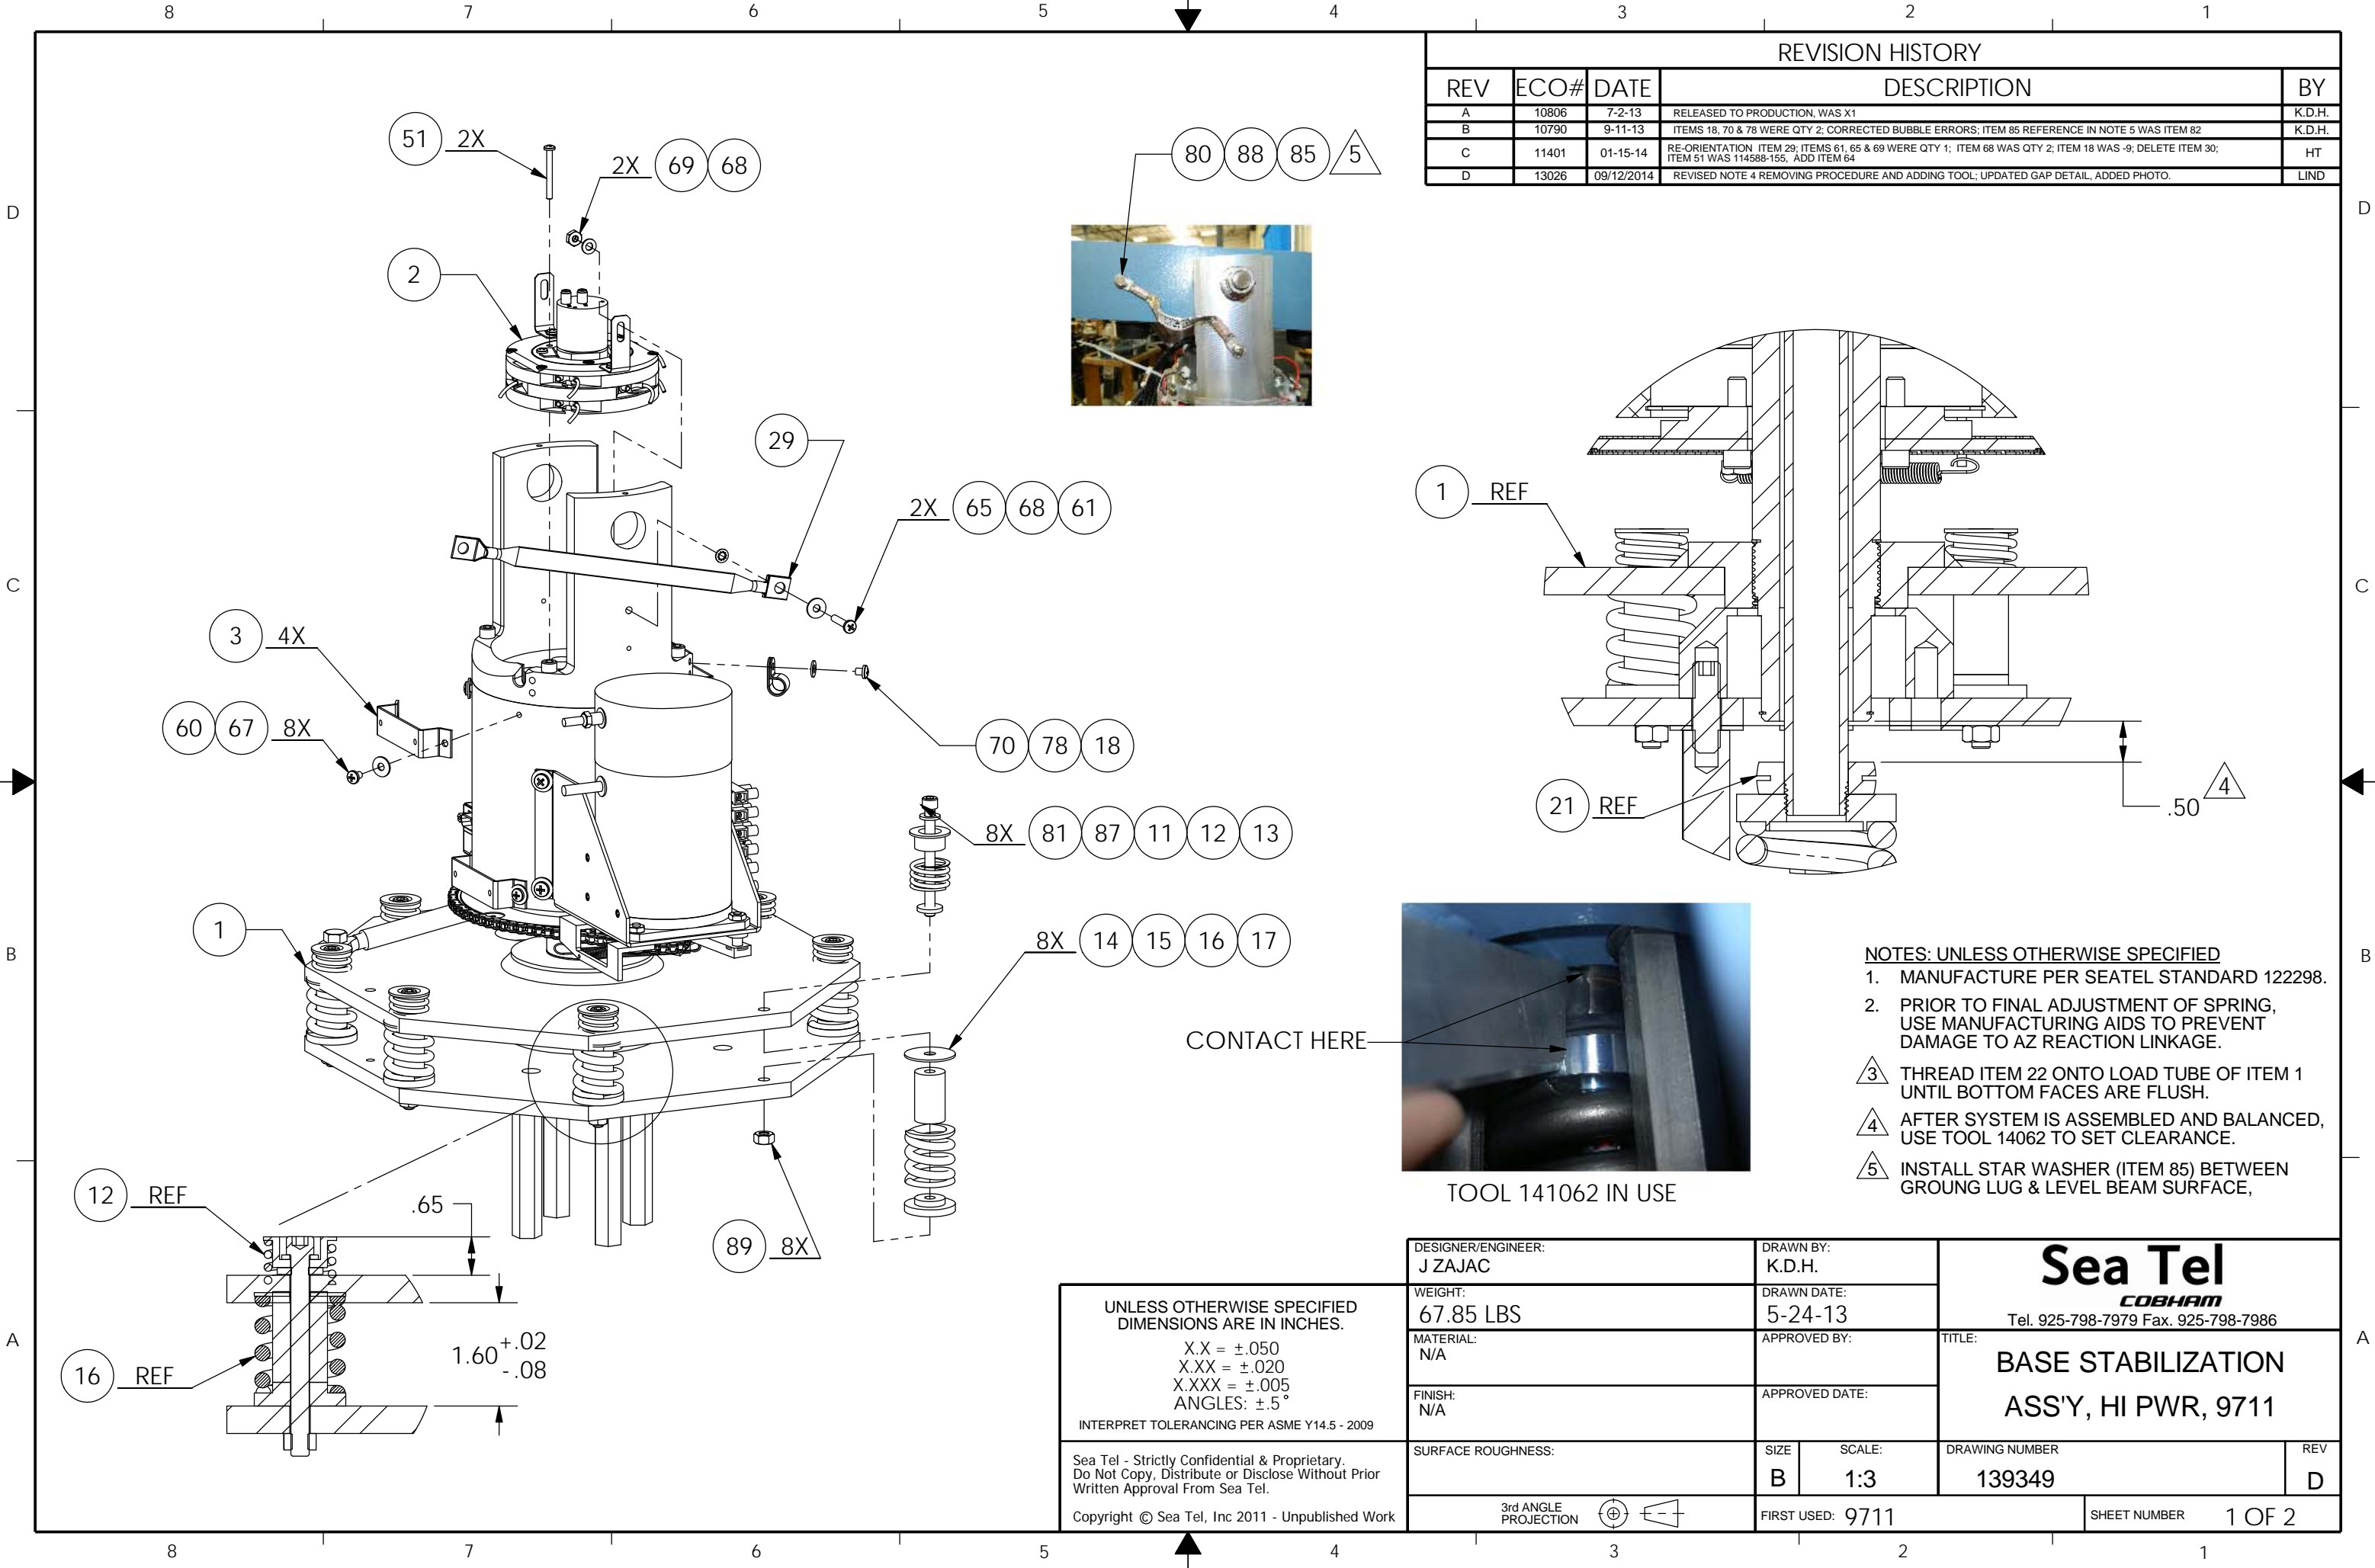 8 7 6 5 4 3 2 1
REVISION HISTORY
REV ECO# DATE DESCRIPTION BY
A 10806 7-2-13 RELEASED TO PRODUCTION, WAS X1 K.D.H.
B 10790 9-11-13 ITEMS 18, 70 & 78 WERE QTY 2; CORRECTED BUBBLE ERRORS; ITEM 85 REFERENCE IN NOTE 5 WAS ITEM 82 K.D.H.
C 11401 01-15-14 RE-ORIENTATION ITEM 29; ITEMS 61, 65 & 69 WERE QTY 1; ITEM 68 WAS QTY 2; ITEM 18 WAS -9; DELETE ITEM 30;
ITEM 51 WAS 114588-155, ADD ITEM 64 HT
D 13026 09/12/2014 REVISED NOTE 4 REMOVING PROCEDURE AND ADDING TOOL; UPDATED GAP DETAIL, ADDED PHOTO. LIND
51 2X
2X 69 68
80 88 85 5
D D
2
29
1 REF
2X 65 68 61
C C
3 4X
60 67 8X
70 78 18
21 REF
.50 4
8X 81 87 11 12 13
1
8X 14 15 16 17
B B
CONTACT HERE
TOOL 141062 IN USE
NOTES: UNLESS OTHERWISE SPECIFIED
1. MANUFACTURE PER SEATEL STANDARD 122298.
2. PRIOR TO FINAL ADJUSTMENT OF SPRING,
USE MANUFACTURING AIDS TO PREVENT
DAMAGE TO AZ REACTION LINKAGE.
3 THREAD ITEM 22 ONTO LOAD TUBE OF ITEM 1
UNTIL BOTTOM FACES ARE FLUSH.
4 AFTER SYSTEM IS ASSEMBLED AND BALANCED,
USE TOOL 14062 TO SET CLEARANCE.
5 INSTALL STAR WASHER (ITEM 85) BETWEEN
GROUNG LUG & LEVEL BEAM SURFACE,
12 REF
.65
89 8X
1.60 +.02
-.08
16 REF
A A
UNLESS OTHERWISE SPECIFIED
DIMENSIONS ARE IN INCHES.
X.X = ±.050
X.XX = ±.020
X.XXX = ±.005
ANGLES: ±.5°
INTERPRET TOLERANCING PER ASME Y14.5 - 2009
Sea Tel - Strictly Confidential & Proprietary.
Do Not Copy, Distribute or Disclose Without Prior
Written Approval From Sea Tel.
Copyright © Sea Tel, Inc 2011 - Unpublished Work
DESIGNER/ENGINEER:
J ZAJAC
DRAWN BY:
K.D.H.
WEIGHT:
67.85 LBS
DRAWN DATE:
5-24-13
MATERIAL:
N/A
APPROVED BY:
FINISH:
N/A
APPROVED DATE:
SURFACE ROUGHNESS:
3rd ANGLE
PROJECTION
Sea Tel
COBHAM
Tel. 925-798-7979 Fax. 925-798-7986
TITLE:
BASE STABILIZATION
ASS'Y, HI PWR, 9711
SIZE
B
SCALE:
1:3
DRAWING NUMBER
139349
REV
D
FIRST USED: 9711
SHEET NUMBER 1 OF 2
8 7 6 5 4 3 2 1